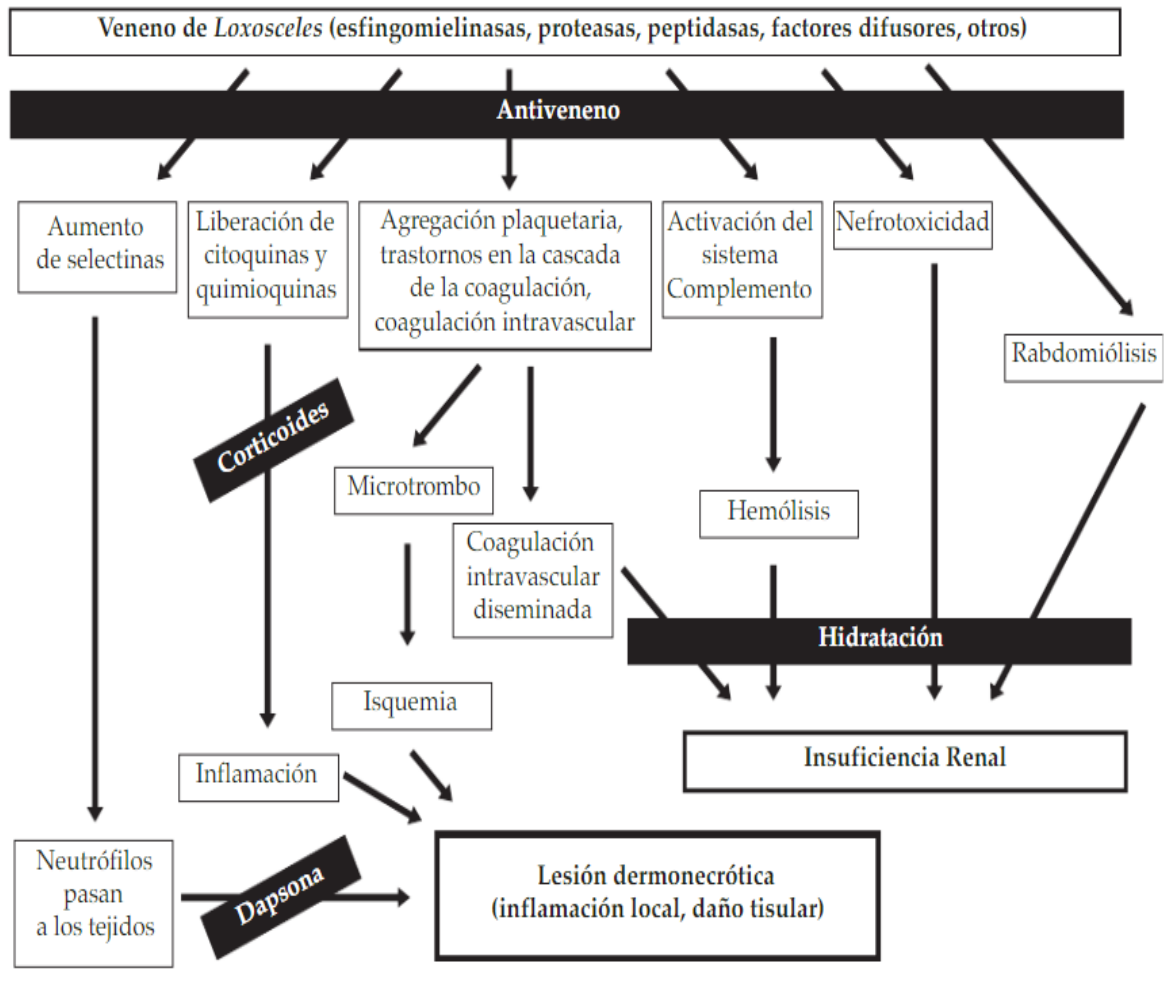 Veneno de Loxosceles (esfingomielinasas, proteasas, peptidasas, factores difusores, otros)
Antiveneno
Aumento
de selectinas
Liberación de
citoquinas y
quimioquinas
Agregación plaquetaria,
trastornos en la cascada
de la coagulación,
coagulación intravascular
Activación del
sistema
Complemento
Nefrotoxicidad
Rabdomiólisis
Corticoides
Microtrombo
Hemólisis
Coagulación
intravascular
diseminada
Hidratación
Isquemia
Insuficiencia Renal
Inflamación
Neutrófilos
pasan
a los tejidos
Dapsona
Lesión dermonecrótica
(inflamación local, daño tisular)